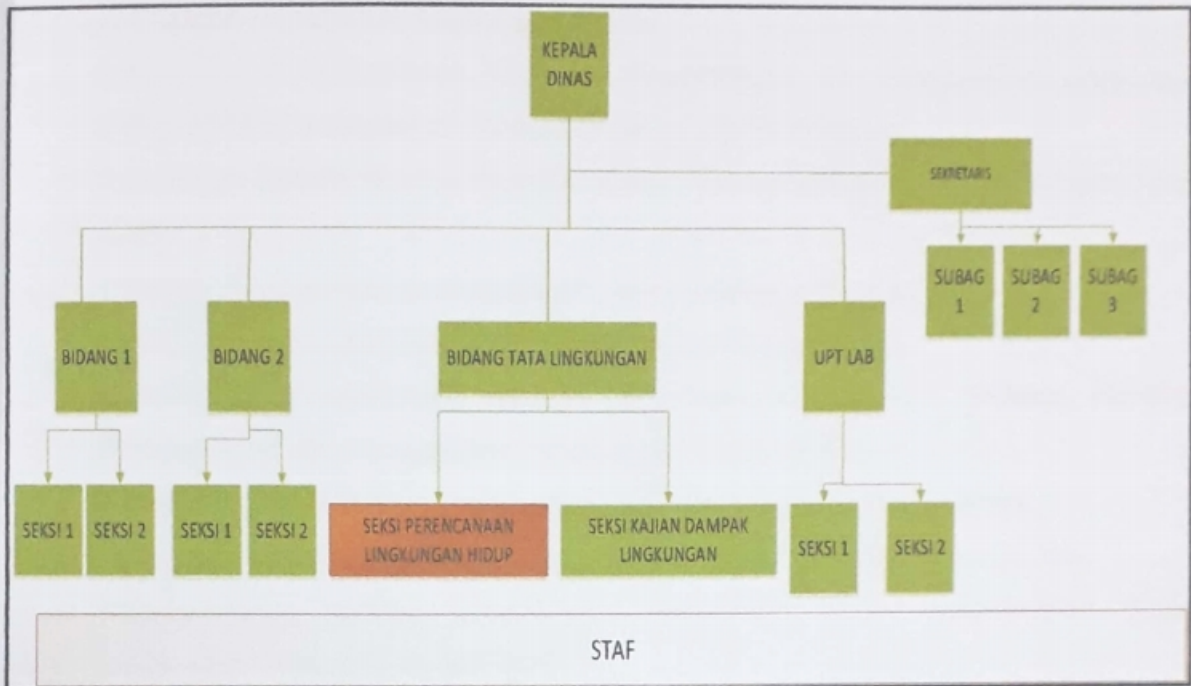 KEPALA
DINAS
SEKRETARIS
SUBAG
1
SUBAG
2
SUBAG
3
BIDANG 1
BIDANG 2
BIDANG TATA LINGKUNGAN
UPT LAB
SEKSI 1
SEKSI 2
SEKSI 1
SEKSI 2
SEKSI PERENCANAAN
LINGKUNGAN HIDUP
SEKSI KAJIAN DAMPAK
LINGKUNGAN
SEKSI 1
SEKSI 2
STAF